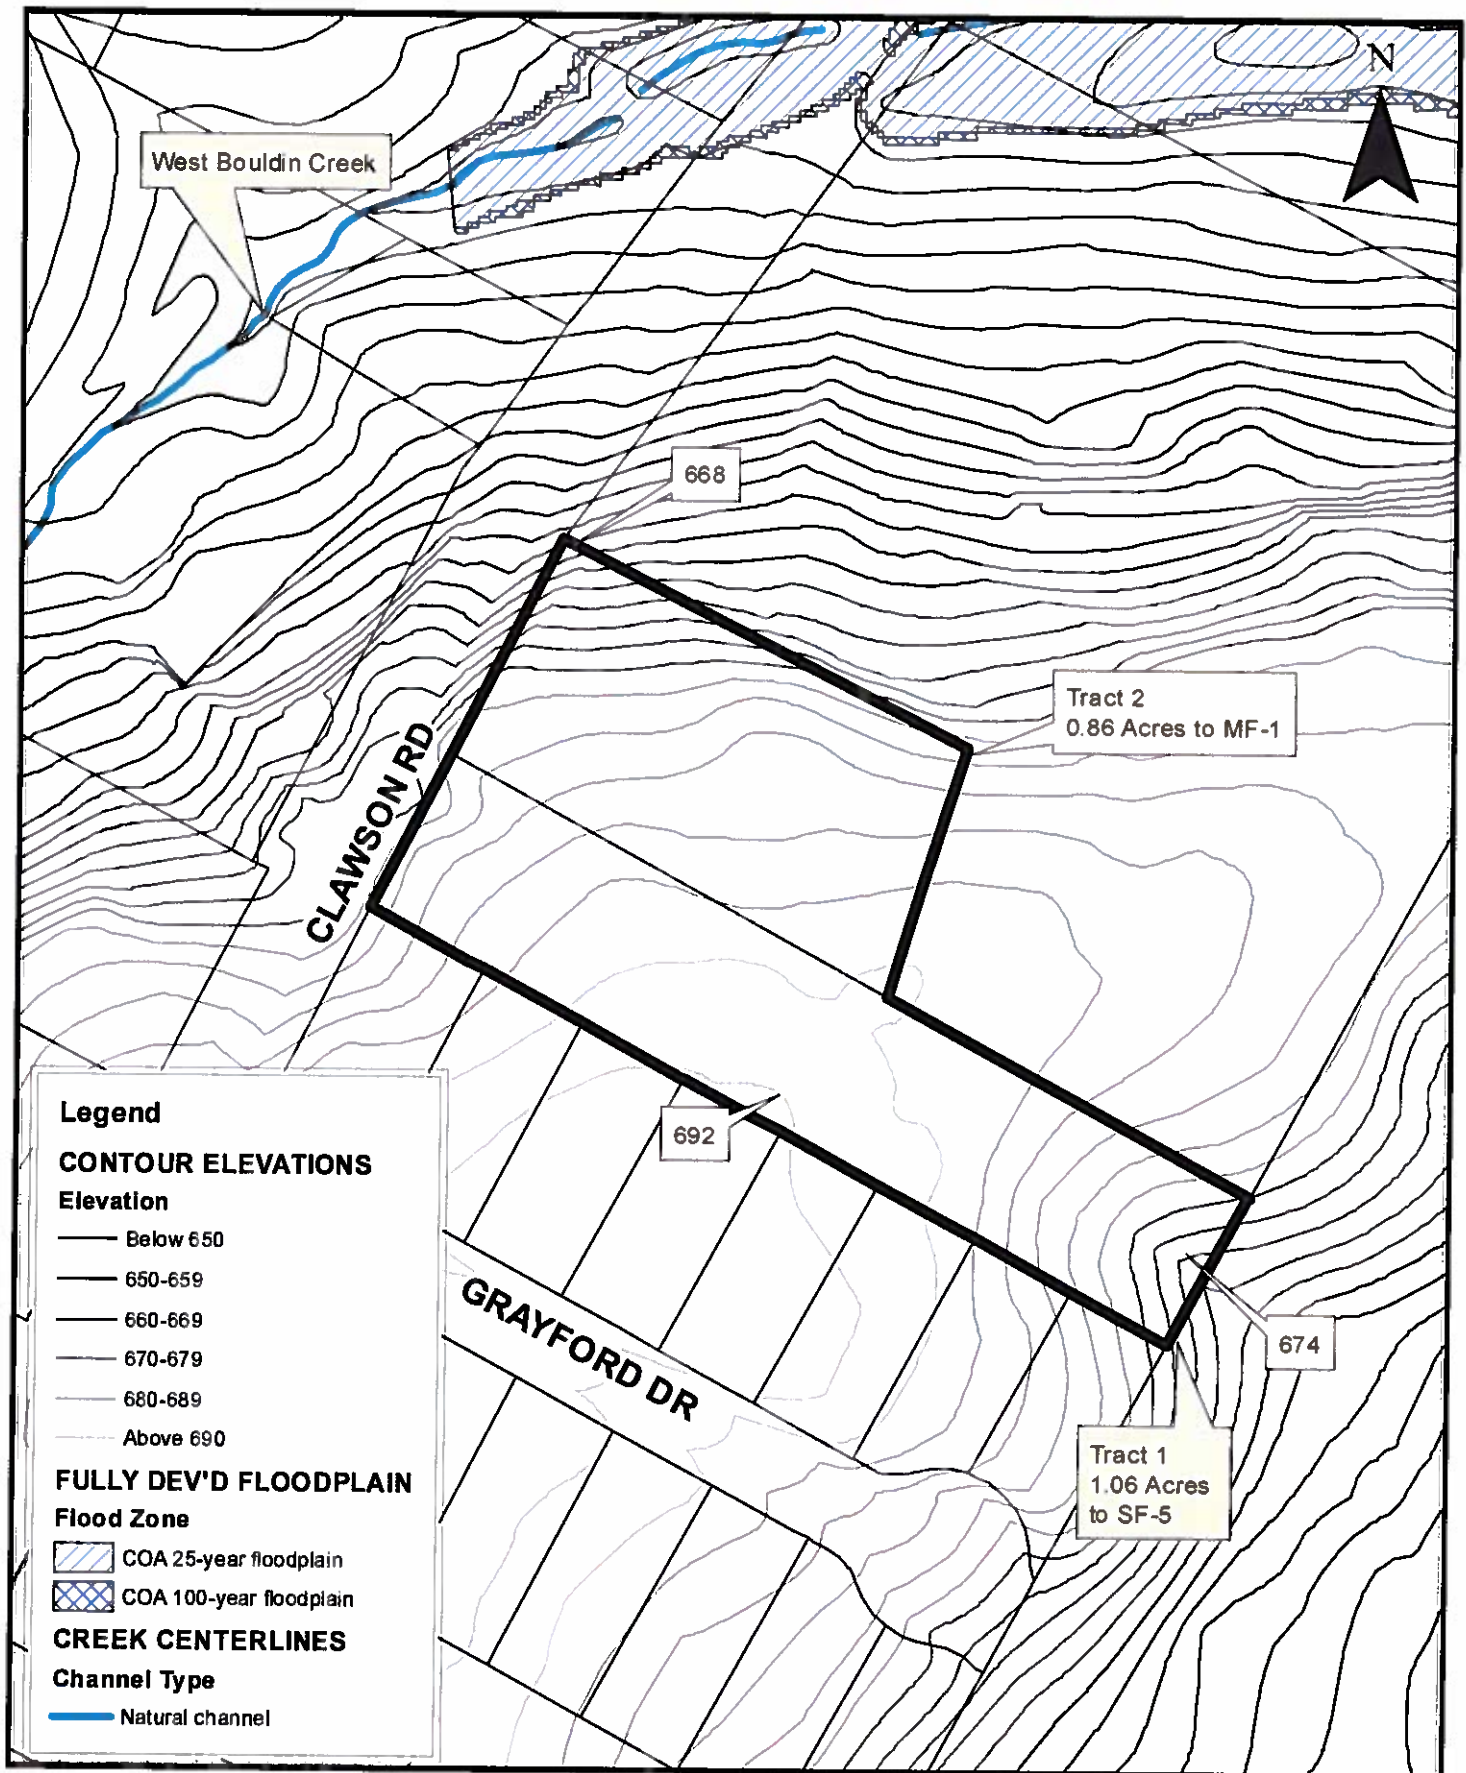 N
West Bouldin Creek
668
Tract 2
0.86 Acres to MF-1
CLAWSON RD
692
GRAYFORD DR
674
Tract 1
1.06 Acres
to SF-5
Legend
CONTOUR ELEVATIONS
Elevation
Below 650
650-659
660-669
670-679
680-689
Above 690
FULLY DEV'D FLOODPLAIN
Flood Zone
COA 25-year floodplain
COA 100-year floodplain
CREEK CENTERLINES
Channel Type
Natural channel